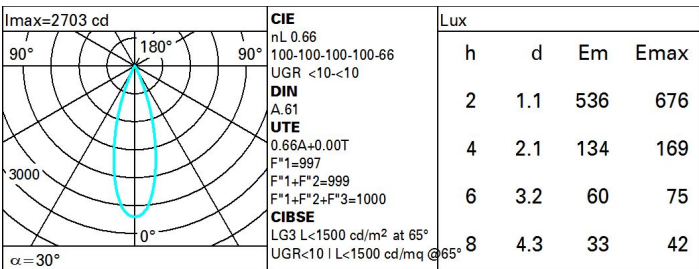 Imax=2703 cd
90°
180°
90°
3000
0°
α=30°
CIE
nL 0.66
100-100-100-100-66
UGR <10-<10
DIN
A.61
UTE
0.66A+0.00T
F"1=997
F"1+F"2=999
F"1+F"2+F"3=1000
CIBSE
LG3 L<1500 cd/m² at 65°
UGR<10 | L<1500 cd/mq @65°
Lux
h d Em Emax
2 1.1 536 676
4 2.1 134 169
6 3.2 60 75
8 4.3 33 42